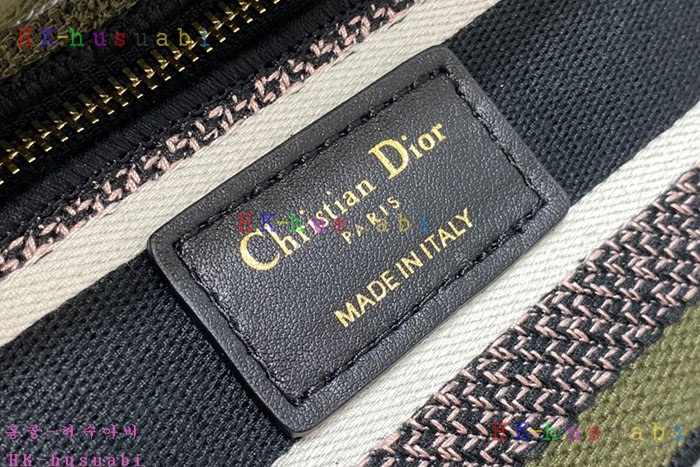 HK-husuabi
Christian Dior
PARIS
HK-husuabi
MADE IN ITALY
홍콩-허수아비
HK-husuabi
HK-husuabi